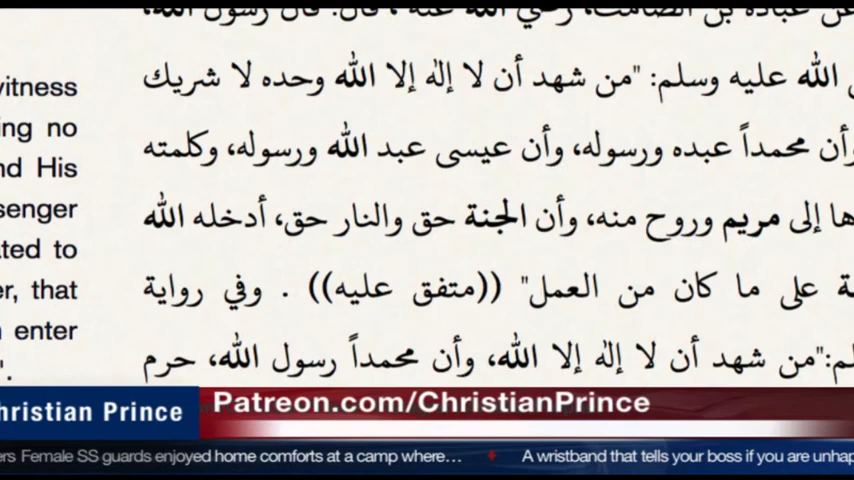 عن عبادة بن الصامت، رضي الله عنه ، قال: قال رسول الله،
الله عليه وسلم: "من شهد أن لا إله إلا الله وحده لا شريك
وأن محمداً عبده ورسوله، وأن عيسى عبد الله ورسوله، وكلمته
ها إلى مريم وروح منه، وأن الجنة حق والنار حق، أدخله الله
ة على ما كان من العمل" ((متفق عليه)) . وفي رواية
لم:"من شهد أن لا إله إلا الله، وأن محمداً رسول الله، حرم
vitness
ing no
nd His
senger
ated to
er, that
enter
".
hristian Prince
Patreon.com/ChristianPrince
ers Female SS guards enjoyed home comforts at a camp where… ♦ A wristband that tells your boss if you are unhap